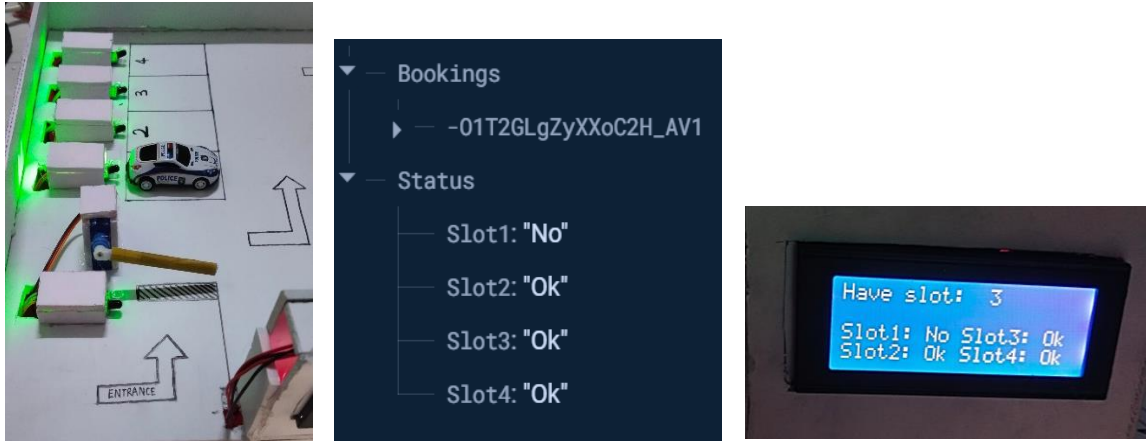 4
3
2
POLICE
ENTRANCE
Bookings
-O1T2GLgZyXXoC2H_AV1
Status
Slot1: "No"
Slot2: "Ok"
Slot3: "Ok"
Slot4: "Ok"
Have slot: 3
Slot1: No Slot3: Ok
Slot2: Ok Slot4: Ok